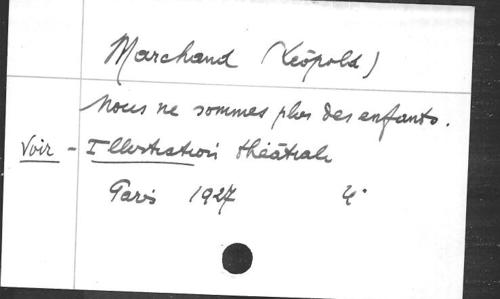 Marchand (Léopold)
Nous ne sommes plus des enfants.
Voir - Illustration théâtrale
Paris 1927 4°